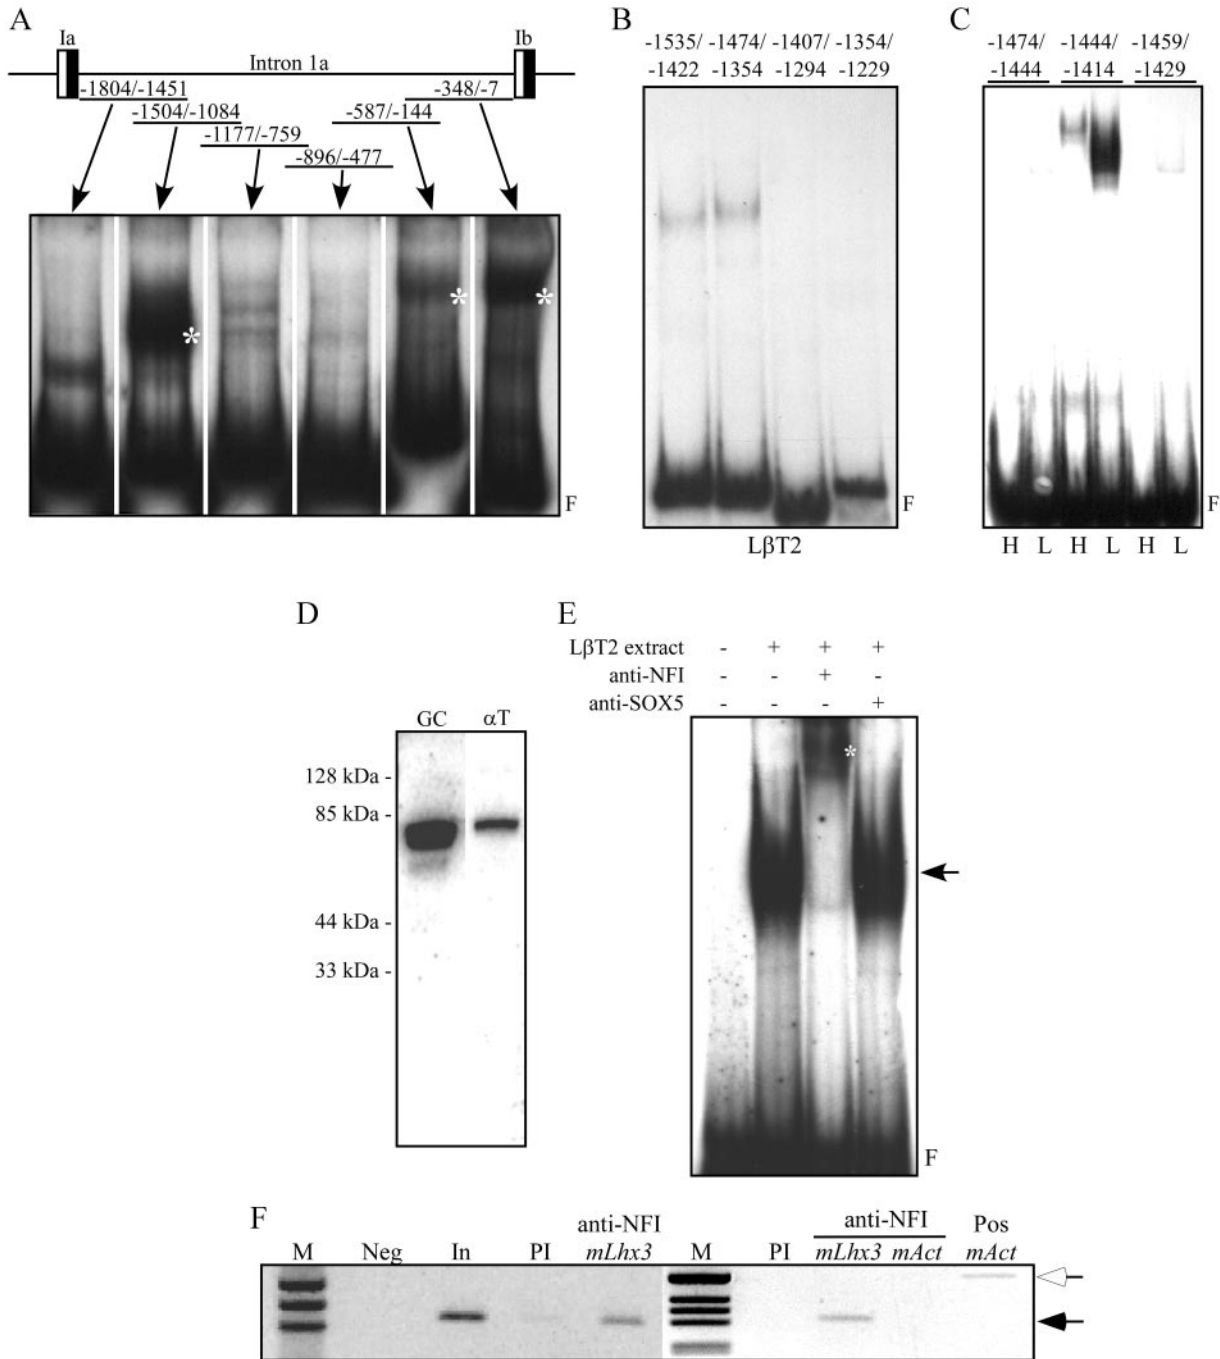 A
Ia
Ib
Intron 1a
-1804/-1451
-348/-7
-1504/-1084
-587/-144
-1177/-759
-896/-477
*
*
*
F
B
-1535/ -1474/ -1407/ -1354/
-1422 -1354 -1294 -1229
F
LβT2
C
-1474/ -1444/ -1459/
-1444 -1414 -1429
F
H L H L H L
D
GC αT
128 kDa -
85 kDa -
44 kDa -
33 kDa -
E
LβT2 extract - + + +
anti-NFI - - + -
anti-SOX5 - - - +
*
F
F
anti-NFI anti-NFI Pos
M Neg In PI mLhx3 M PI mLhx3 mAct mAct